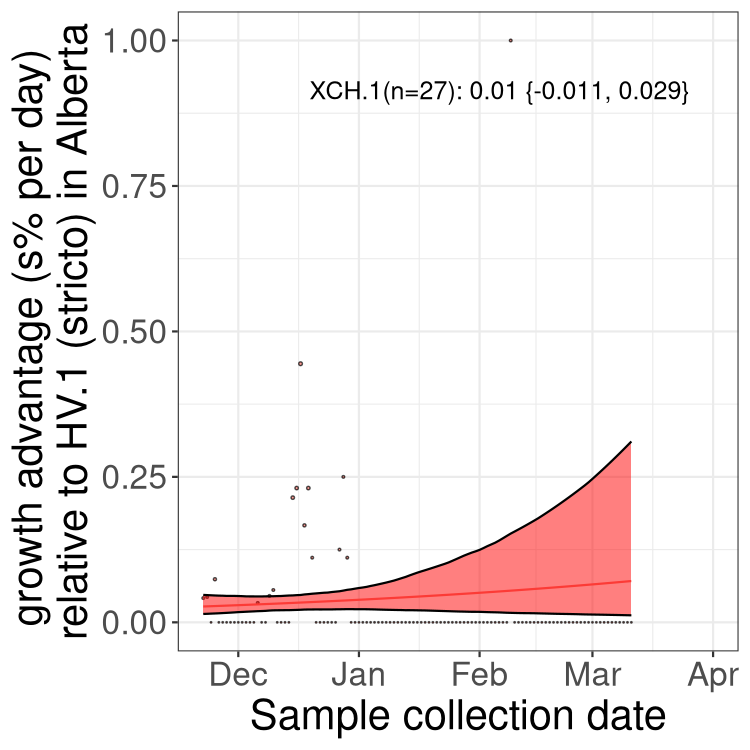 growth advantage (s% per day)
relative to HV.1 (stricto) in Alberta
1.00
0.75
0.50
0.25
0.00
XCH.1(n=27): 0.01 {-0.011, 0.029}
Dec Jan Feb Mar Apr
Sample collection date